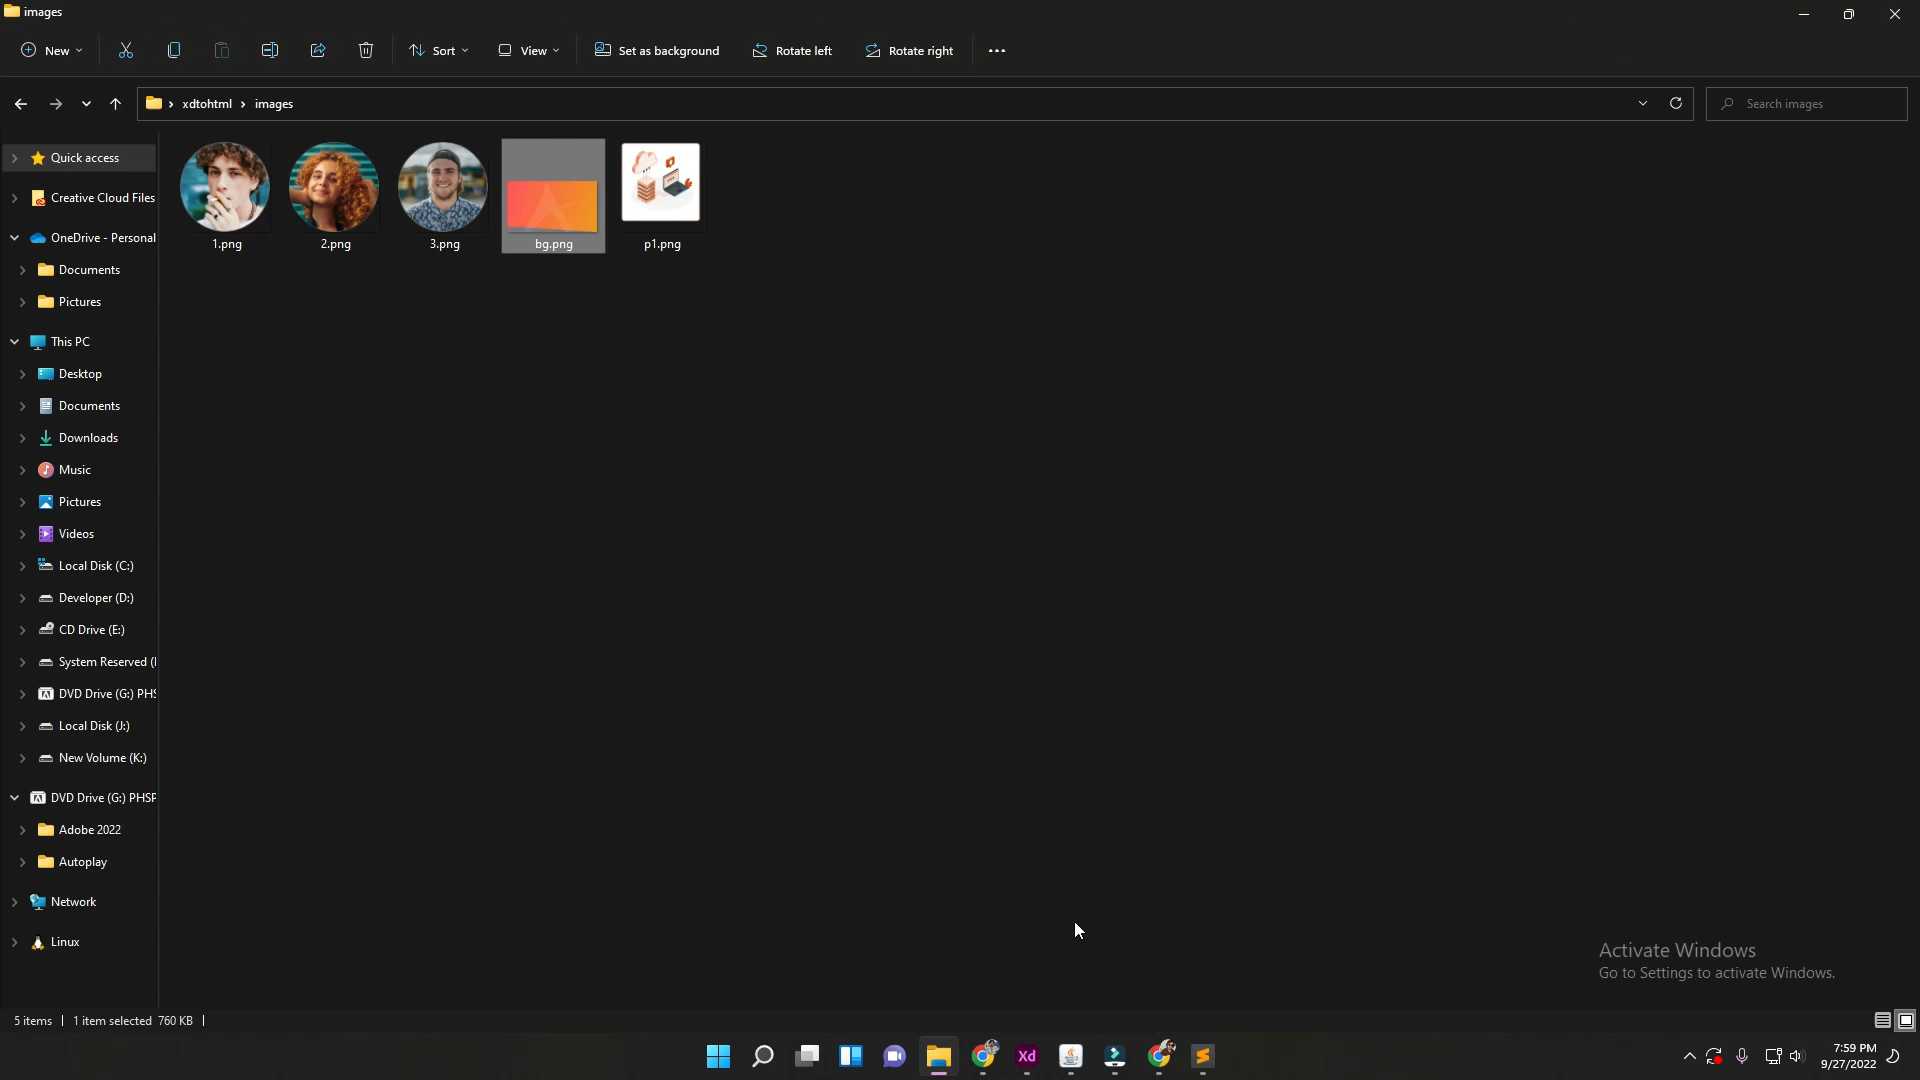 images
New
Sort
View
Set as background
Rotate left
Rotate right
xdtohtml
images
Search images
Quick access
Creative Cloud Files
OneDrive - Personal
Documents
Pictures
This PC
Desktop
Documents
Downloads
Music
Pictures
Videos
Local Disk (C:)
Developer (D:)
CD Drive (E:)
System Reserved (
DVD Drive (G:) PHS
Local Disk (J:)
New Volume (K:)
DVD Drive (G:) PHSP
Adobe 2022
Autoplay
Network
Linux
1.png
2.png
3.png
bg.png
p1.png
Activate Windows
Go to Settings to activate Windows.
5 items
1 item selected 760 KB
Xd
7:59 PM
9/27/2022